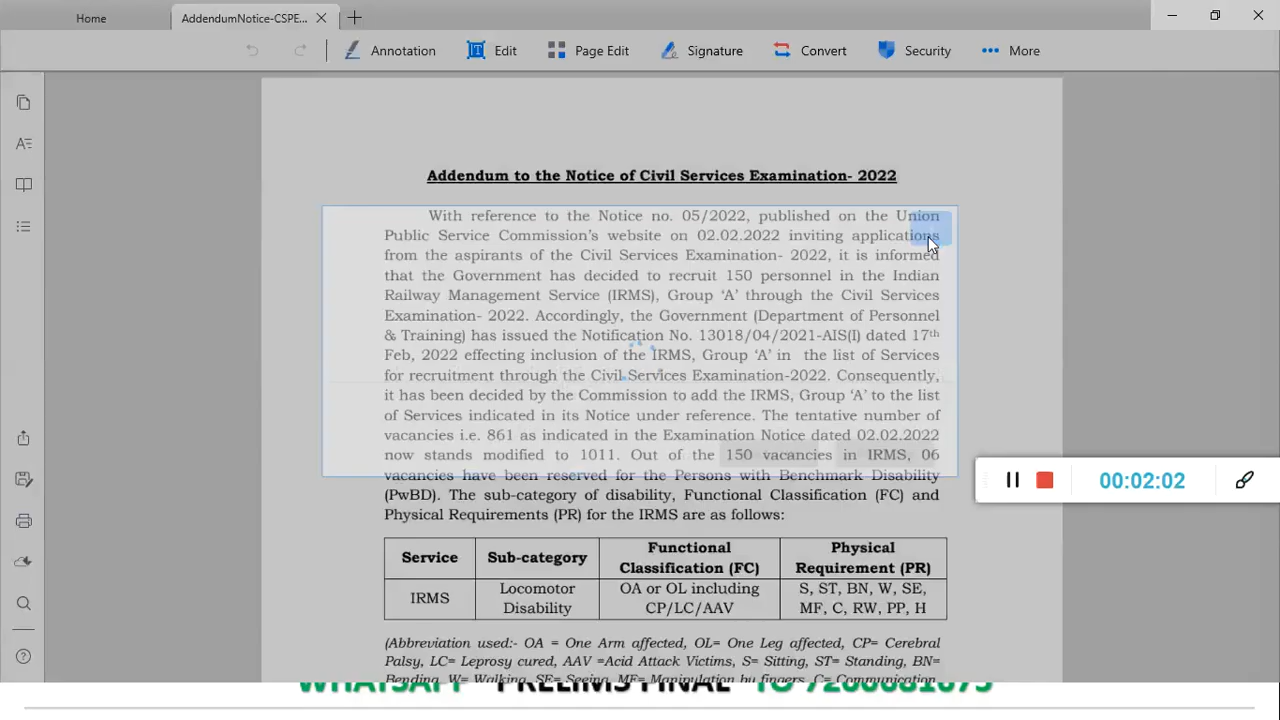 Home
AddendumNotice-CSPE...
Annotation
Edit
Page Edit
Signature
Convert
Security
More
Addendum to the Notice of Civil Services Examination- 2022
With reference to the Notice no. 05/2022, published on the Union
Public Service Commission's website on 02.02.2022 inviting applications
from the aspirants of the Civil Services Examination- 2022, it is informed
that the Government has decided to recruit 150 personnel in the Indian
Railway Management Service (IRMS), Group 'A' through the Civil Services
Examination- 2022. Accordingly, the Government (Department of Personnel
& Training) has issued the Notification No. 13018/04/2021-AIS(I) dated 17th
Feb, 2022 effecting inclusion of the IRMS, Group 'A' in the list of Services
for recruitment through the Civil Services Examination-2022. Consequently,
it has been decided by the Commission to add the IRMS, Group 'A' to the list
of Services indicated in its Notice under reference. The tentative number of
vacancies i.e. 861 as indicated in the Examination Notice dated 02.02.2022
now stands modified to 1011. Out of the 150 vacancies in IRMS, 06
vacancies have been reserved for the Persons with Benchmark Disability
(PwBD). The sub-category of disability, Functional Classification (FC) and
Physical Requirements (PR) for the IRMS are as follows:
00:02:02
Service Sub-category Functional Classification (FC) Physical Requirement (PR)
IRMS Locomotor Disability OA or OL including CP/LC/AAV S, ST, BN, W, SE, MF, C, RW, PP, H
(Abbreviation used:- OA = One Arm affected, OL= One Leg affected, CP= Cerebral
Palsy, LC= Leprosy cured, AAV =Acid Attack Victims, S= Sitting, ST= Standing, BN=
Bending, W= Walking, SE= Seeing, MF= Manipulation by fingers, C= Communication,
WHATSAPP "PRELIMS FINAL" TO